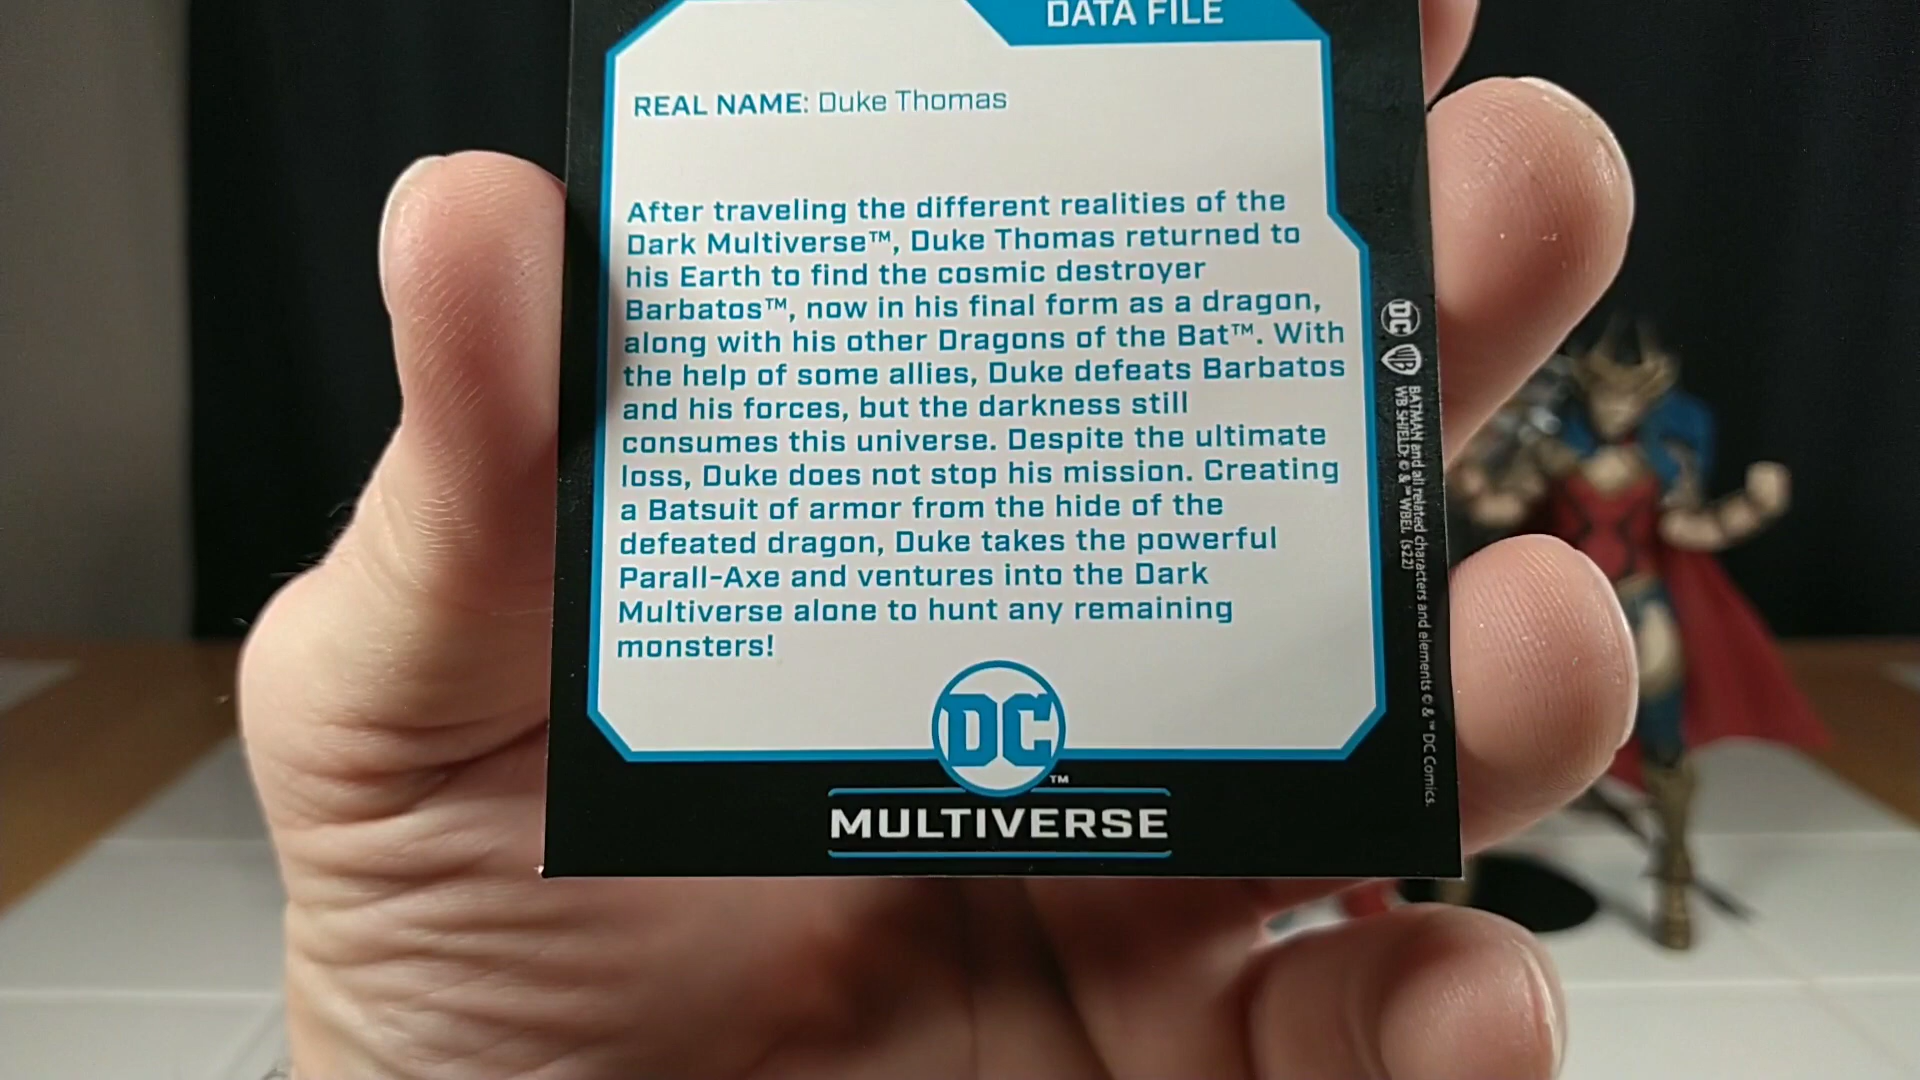 DATA FILE
REAL NAME: Duke Thomas
After traveling the different realities of the
Dark Multiverse™, Duke Thomas returned to
his Earth to find the cosmic destroyer
Barbatos™, now in his final form as a dragon,
along with his other Dragons of the Bat™. With
the help of some allies, Duke defeats Barbatos
and his forces, but the darkness still
consumes this universe. Despite the ultimate
loss, Duke does not stop his mission. Creating
a Batsuit of armor from the hide of the
defeated dragon, Duke takes the powerful
Parall-Axe and ventures into the Dark
Multiverse alone to hunt any remaining
monsters!
DC™
MULTIVERSE
DC
WB
BATMAN and all related characters and elements © & ™ DC Comics.
WB SHIELD: © & ™ WBEI. (s22)